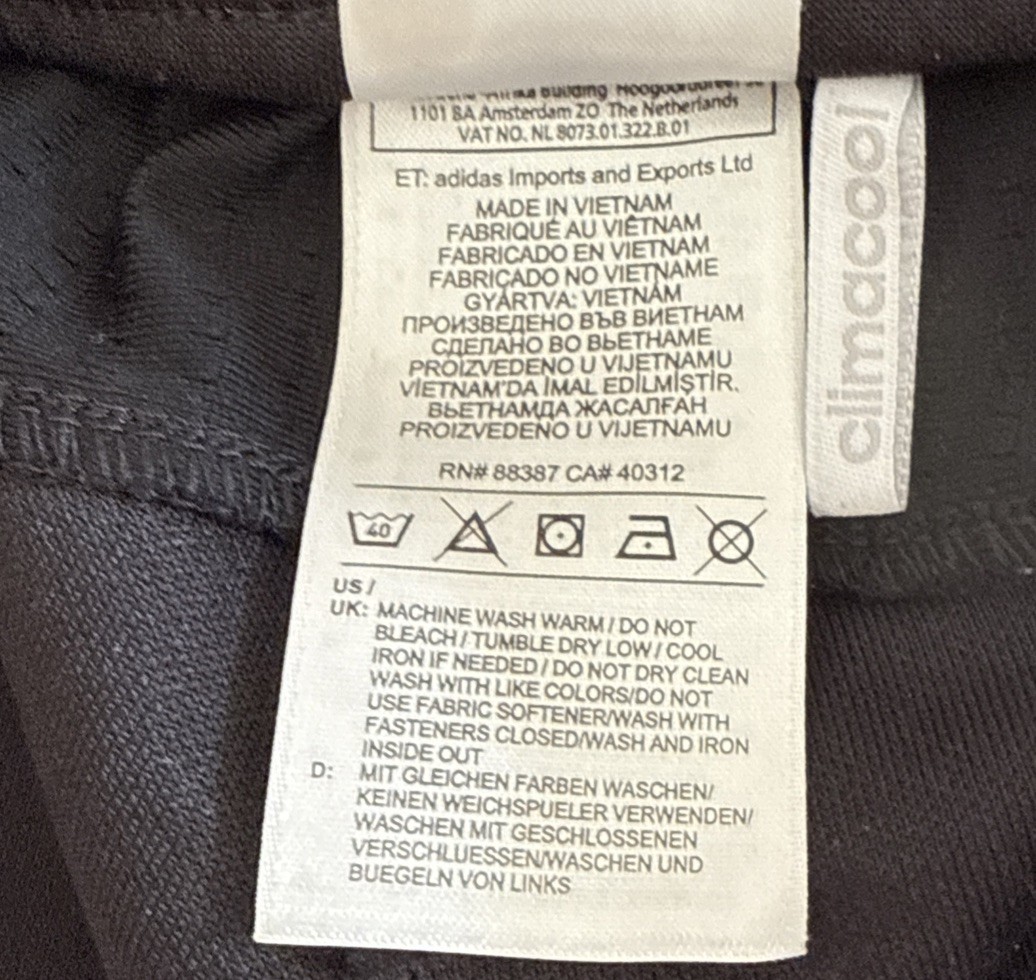 Building Hoogoorddreef
1101 BA Amsterdam ZO The Netherlands
VAT NO. NL 8073.01.322.B.01
ET: adidas Imports and Exports Ltd
MADE IN VIETNAM
FABRIQUÉ AU VIÊTNAM
FABRICADO EN VIETNAM
FABRICADO NO VIETNAME
GYÁRTVA: VIETNÁM
ПРОИЗВЕДЕНО ВЪВ ВИЕТНАМ
СДЕЛАНО ВО ВЬЕТНАМЕ
PROIZVEDENO U VIJETNAMU
VİETNAM'DA İMAL EDİLMİŞTİR.
ВЬЕТНАМДА ЖАСАЛҒАН
PROIZVEDENO U VIJETNAMU
RN# 88387 CA# 40312
40
US /
UK: MACHINE WASH WARM / DO NOT
BLEACH / TUMBLE DRY LOW / COOL
IRON IF NEEDED / DO NOT DRY CLEAN
WASH WITH LIKE COLORS/DO NOT
USE FABRIC SOFTENER/WASH WITH
FASTENERS CLOSED/WASH AND IRON
INSIDE OUT
D: MIT GLEICHEN FARBEN WASCHEN/
KEINEN WEICHSPUELER VERWENDEN/
WASCHEN MIT GESCHLOSSENEN
VERSCHLUESSEN/WASCHEN UND
BUEGELN VON LINKS
climacool